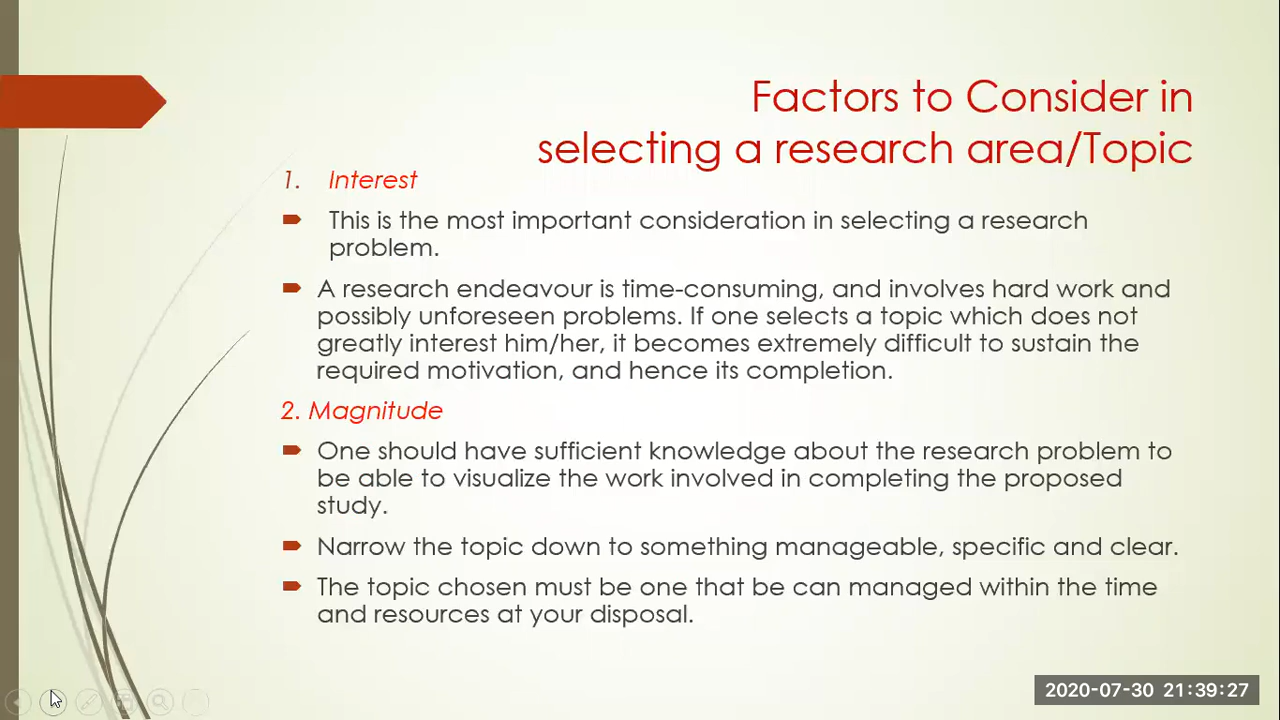 Factors to Consider in
selecting a research area/Topic
1. Interest
This is the most important consideration in selecting a research
problem.
A research endeavour is time-consuming, and involves hard work and
possibly unforeseen problems. If one selects a topic which does not
greatly interest him/her, it becomes extremely difficult to sustain the
required motivation, and hence its completion.
2. Magnitude
One should have sufficient knowledge about the research problem to
be able to visualize the work involved in completing the proposed
study.
Narrow the topic down to something manageable, specific and clear.
The topic chosen must be one that be can managed within the time
and resources at your disposal.
2020-07-30 21:39:27